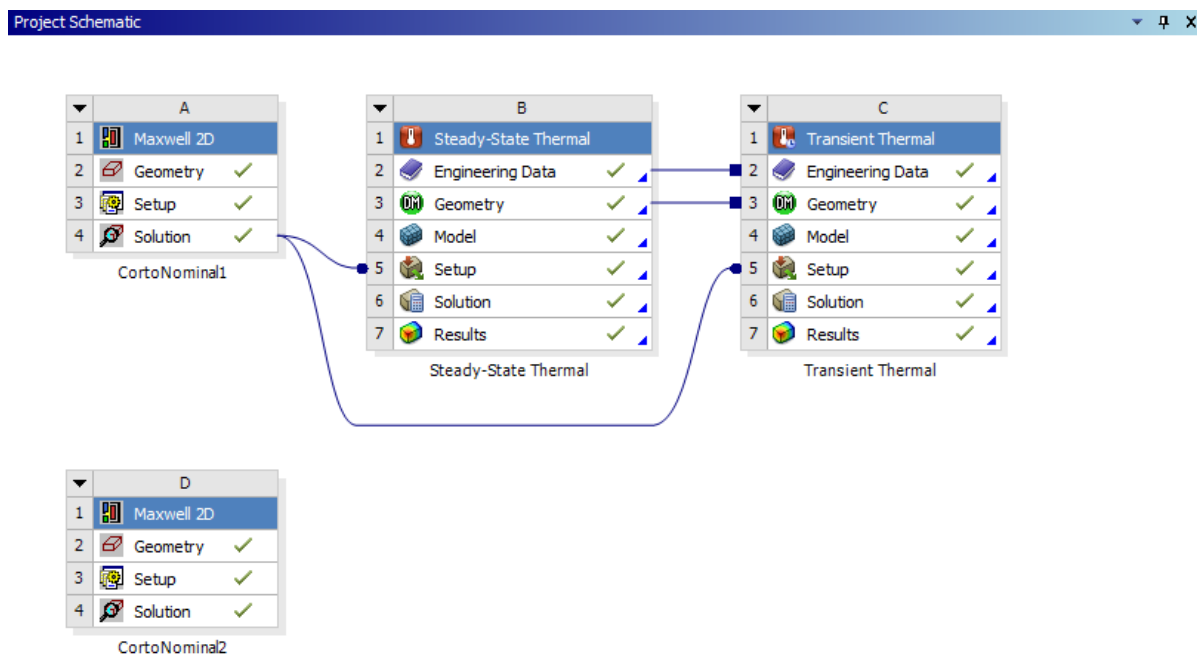 Project Schematic
A
1 Maxwell 2D
2 Geometry
3 Setup
4 Solution
CortoNominal1
B
1 Steady-State Thermal
2 Engineering Data
3 DM Geometry
4 Model
5 Setup
6 Solution
7 Results
Steady-State Thermal
C
1 Transient Thermal
2 Engineering Data
3 DM Geometry
4 Model
5 Setup
6 Solution
7 Results
Transient Thermal
D
1 Maxwell 2D
2 Geometry
3 Setup
4 Solution
CortoNominal2